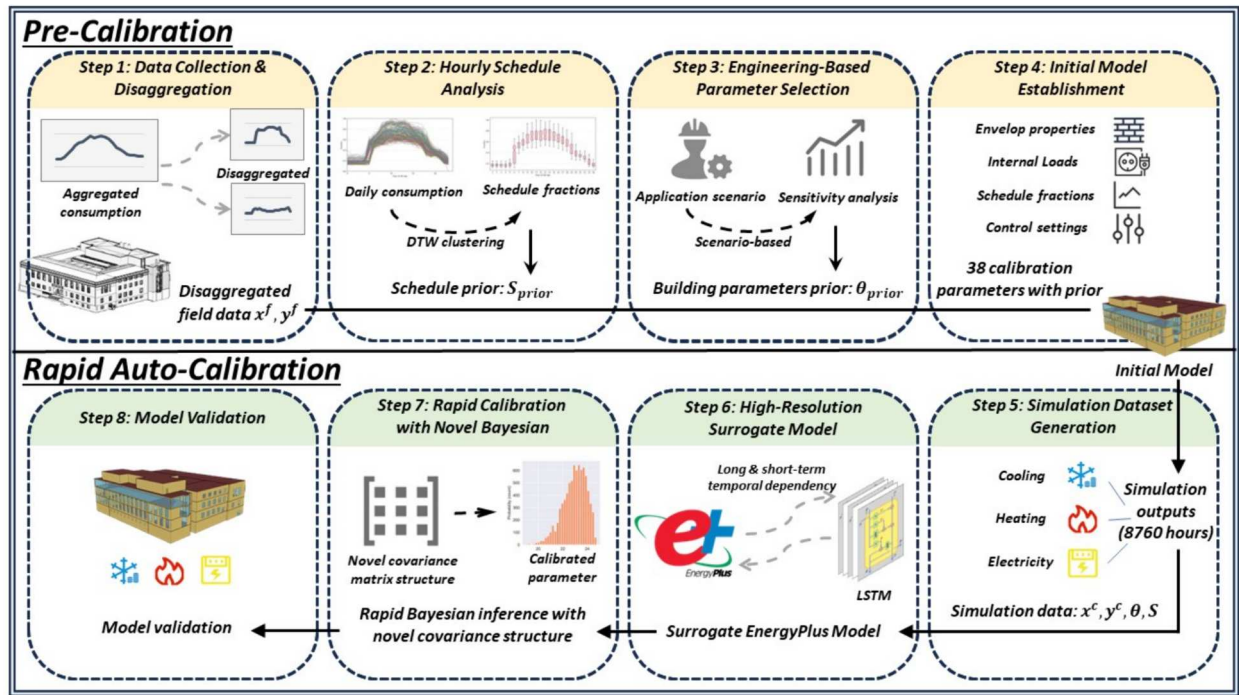 Pre-Calibration
Step 1: Data Collection &
Disaggregation
Aggregated
consumption
Disaggregated
Disaggregated
field data x^f, y^f
Step 2: Hourly Schedule
Analysis
Daily consumption
Schedule fractions
DTW clustering
Schedule prior: S_prior
Step 3: Engineering-Based
Parameter Selection
Application scenario
Sensitivity analysis
Scenario-based
Building parameters prior: θ_prior
Step 4: Initial Model
Establishment
Envelop properties
Internal Loads
Schedule fractions
Control settings
38 calibration
parameters with prior
Initial Model
Rapid Auto-Calibration
Step 8: Model Validation
Model validation
Step 7: Rapid Calibration
with Novel Bayesian
Novel covariance
matrix structure
Calibrated
parameter
Rapid Bayesian inference with
novel covariance structure
Step 6: High-Resolution
Surrogate Model
Long & short-term
temporal dependency
e+
EnergyPlus
LSTM
Surrogate EnergyPlus Model
Step 5: Simulation Dataset
Generation
Cooling
Heating
Electricity
Simulation
outputs
(8760 hours)
Simulation data: x^c, y^c, θ, S